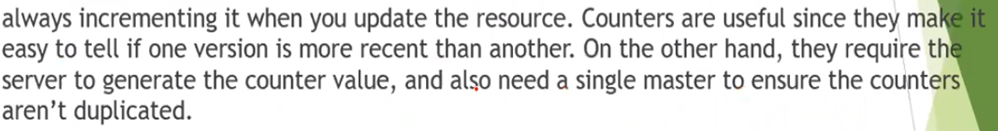 always incrementing it when you update the resource. Counters are useful since they make it
easy to tell if one version is more recent than another. On the other hand, they require the
server to generate the counter value, and also need a single master to ensure the counters
aren’t duplicated.